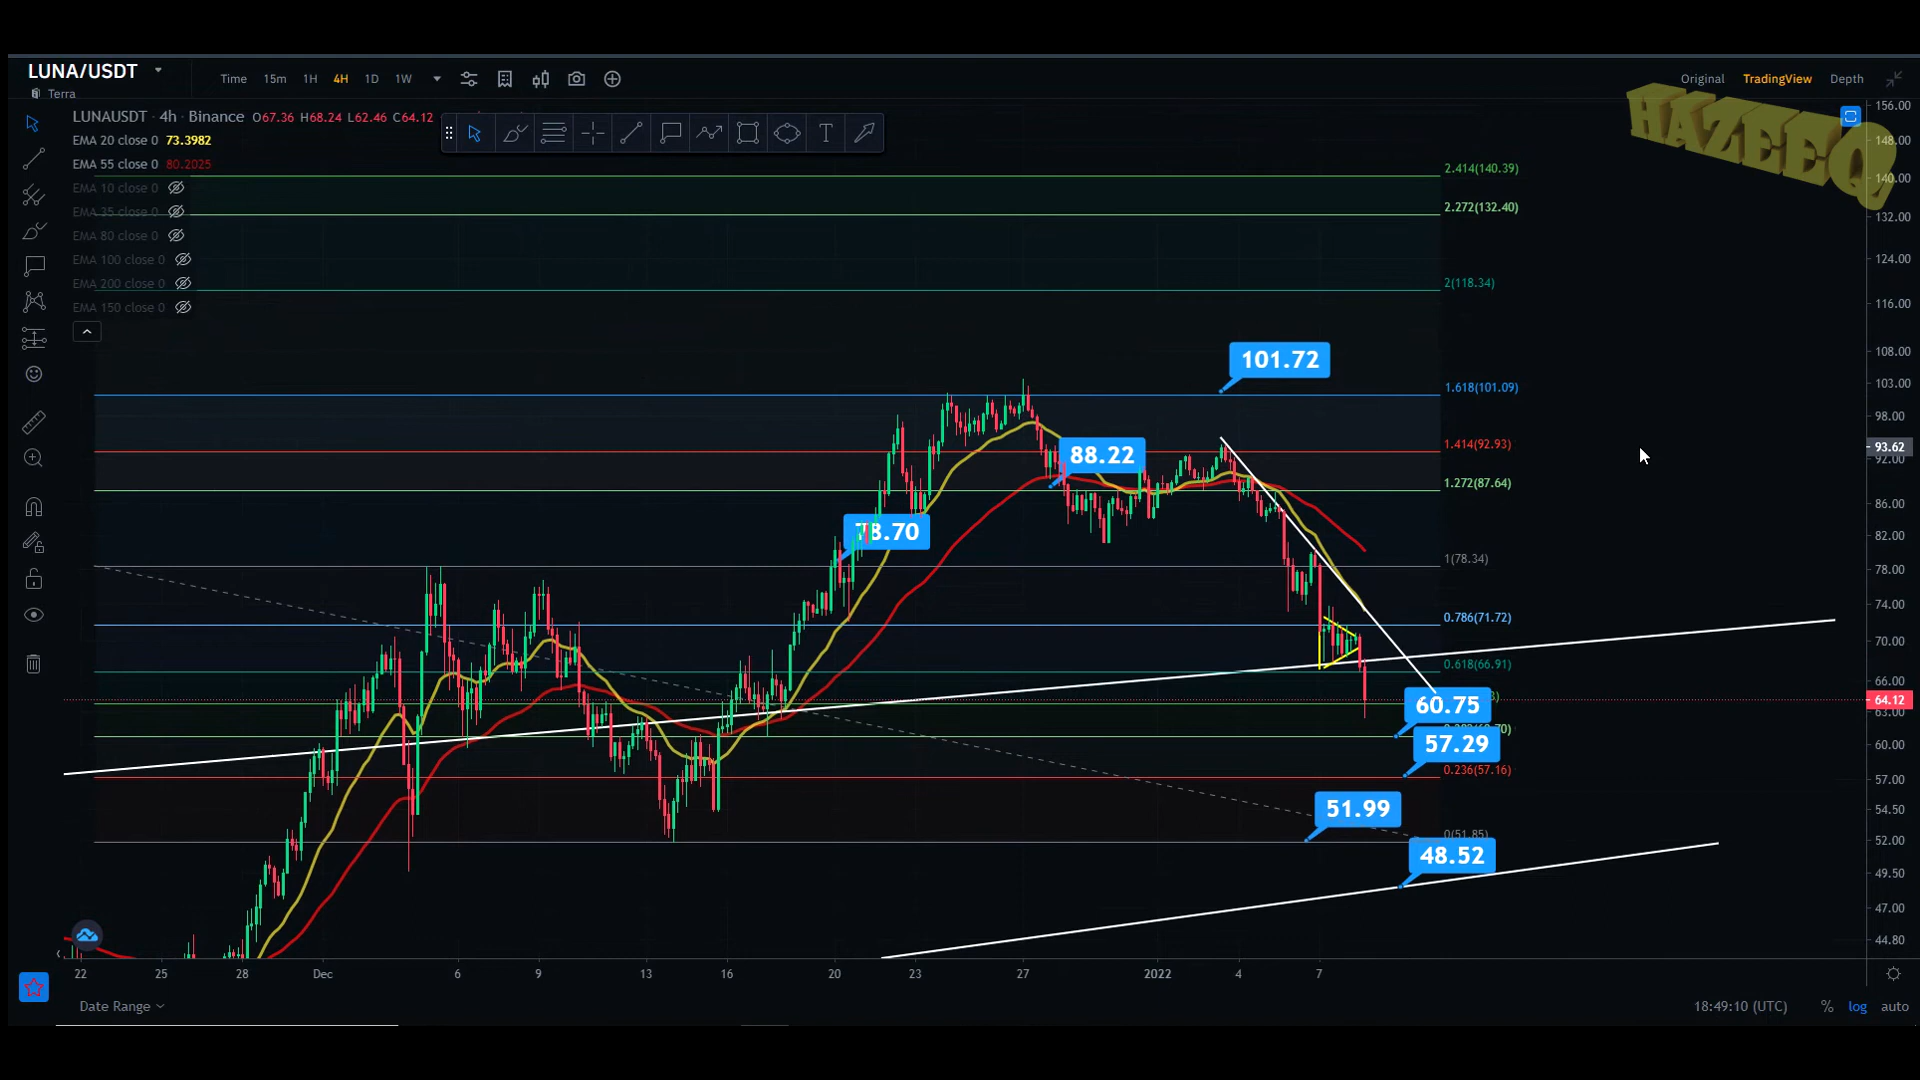 LUNA/USDT
Terra
Time 15m 1H 4H 1D 1W
Original TradingView Depth
HAZEEQ
LUNAUSDT · 4h · Binance O67.36 H68.24 L62.46 C64.12
EMA 20 close 0 73.3982
EMA 55 close 0 80.2025
EMA 10 close 0
EMA 35 close 0
EMA 80 close 0
EMA 100 close 0
EMA 200 close 0
EMA 150 close 0
T
2.414(140.39)
2.272(132.40)
2(118.34)
101.72
1.618(101.09)
1.414(92.93)
88.22
1.272(87.64)
78.70
1(78.34)
0.786(71.72)
0.618(66.91)
60.75
57.29
0.236(57.16)
51.99
0(51.85)
48.52
156.00
148.00
140.00
132.00
124.00
116.00
108.00
103.00
98.00
93.62
92.00
86.00
82.00
78.00
74.00
70.00
66.00
64.12
63.00
60.00
57.00
54.50
52.00
49.50
47.00
44.80
22 25 28 Dec 6 9 13 16 20 23 27 2022 4 7
Date Range
18:49:10 (UTC) % log auto